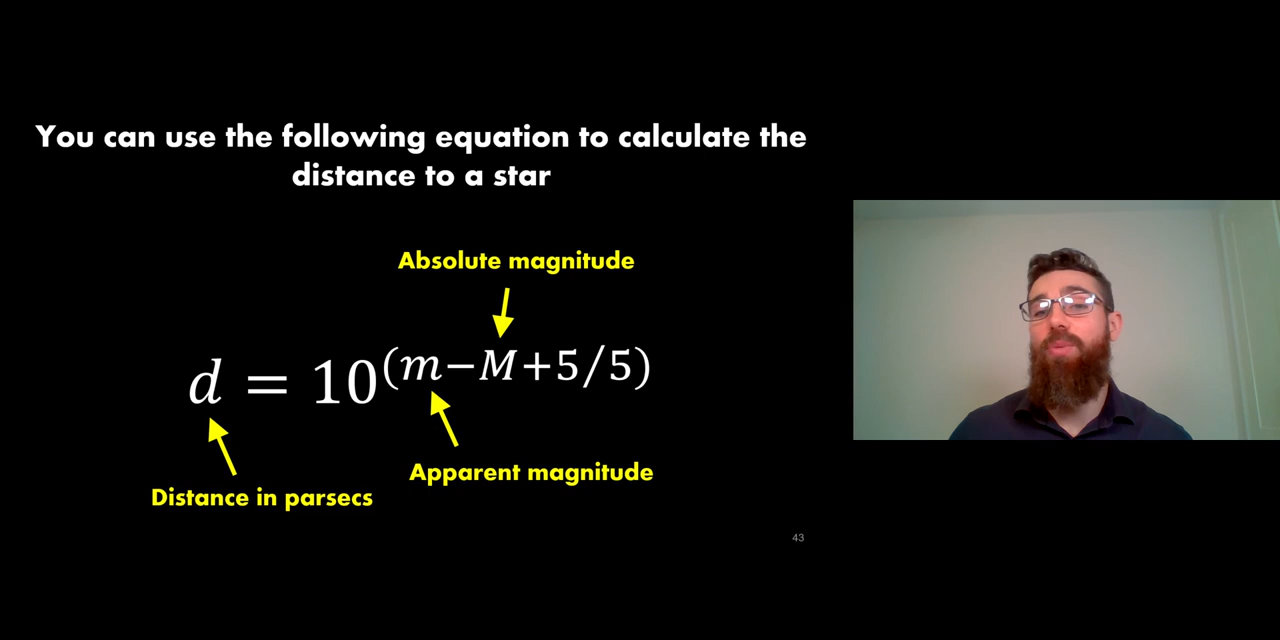 You can use the following equation to calculate the
distance to a star
Absolute magnitude
d = 10^(m−M+5/5)
Apparent magnitude
Distance in parsecs
43